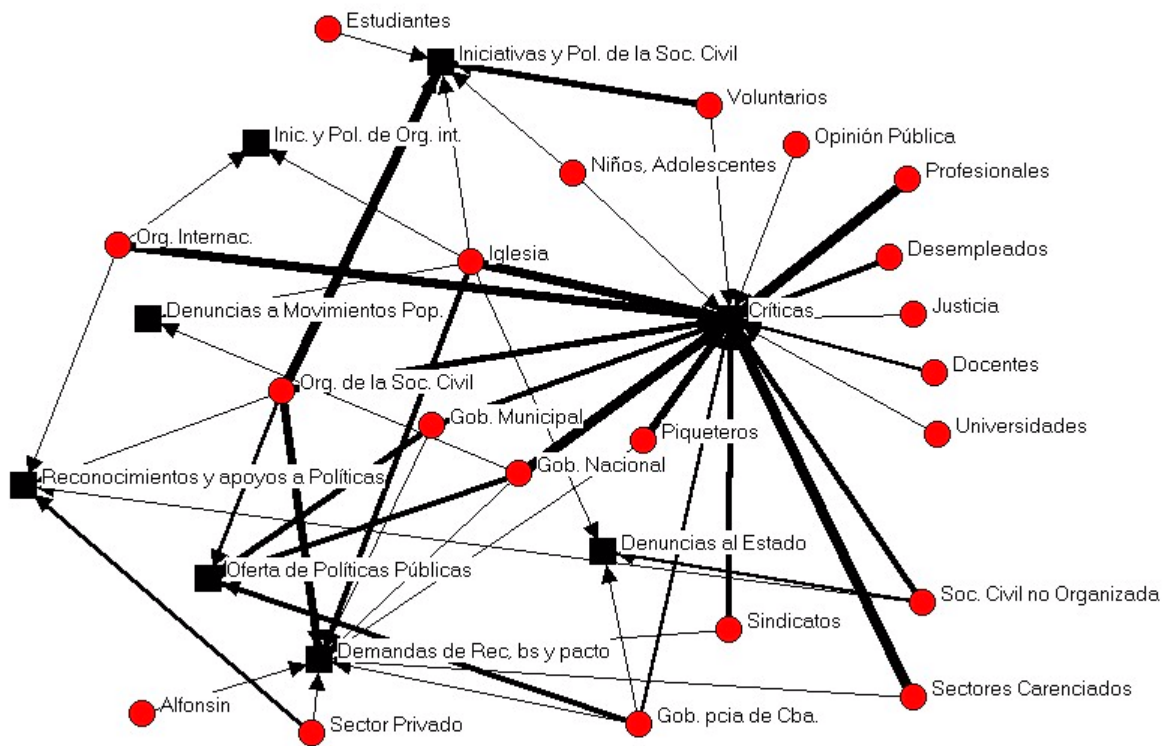 Estudiantes
Iniciativas y Pol. de la Soc. Civil
Voluntarios
Inic. y Pol. de Org. int.
Opinión Pública
Niños, Adolescentes
Profesionales
Org. Internac.
Iglesia
Desempleados
Denuncias a Movimientos Pop.
Críticas
Justicia
Docentes
Org. de la Soc. Civil
Gob. Municipal
Piqueteros
Universidades
Gob. Nacional
Reconocimientos y apoyos a Políticas
Denuncias al Estado
Oferta de Políticas Públicas
Soc. Civil no Organizada
Sindicatos
Demandas de Rec, bs y pacto
Sectores Carenciados
Alfonsin
Sector Privado
Gob. pcia de Cba.